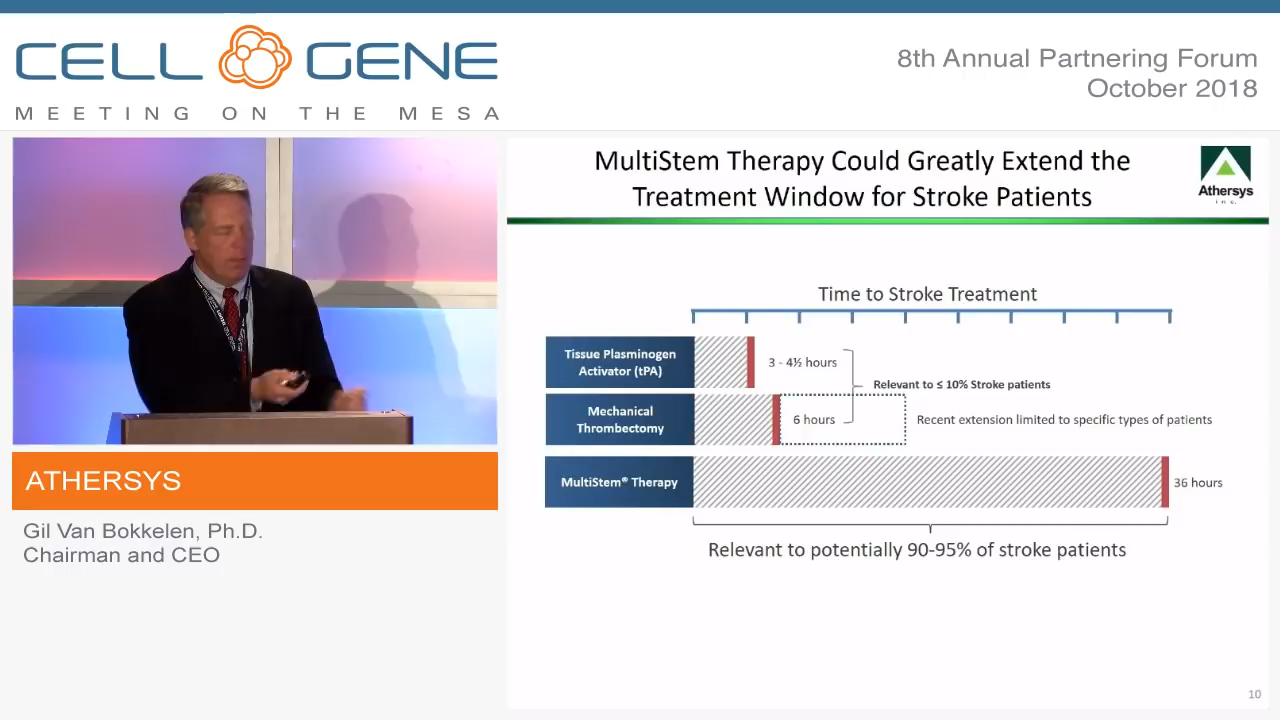 CELL GENE
MEETING ON THE MESA
8th Annual Partnering Forum
October 2018
MultiStem Therapy Could Greatly Extend the
Treatment Window for Stroke Patients
Athersys
inc.
Time to Stroke Treatment
Tissue Plasminogen
Activator (tPA)
3 - 4½ hours
Relevant to ≤ 10% Stroke patients
Mechanical
Thrombectomy
6 hours
Recent extension limited to specific types of patients
MultiStem® Therapy
36 hours
Relevant to potentially 90-95% of stroke patients
10
ATHERSYS
Gil Van Bokkelen, Ph.D.
Chairman and CEO